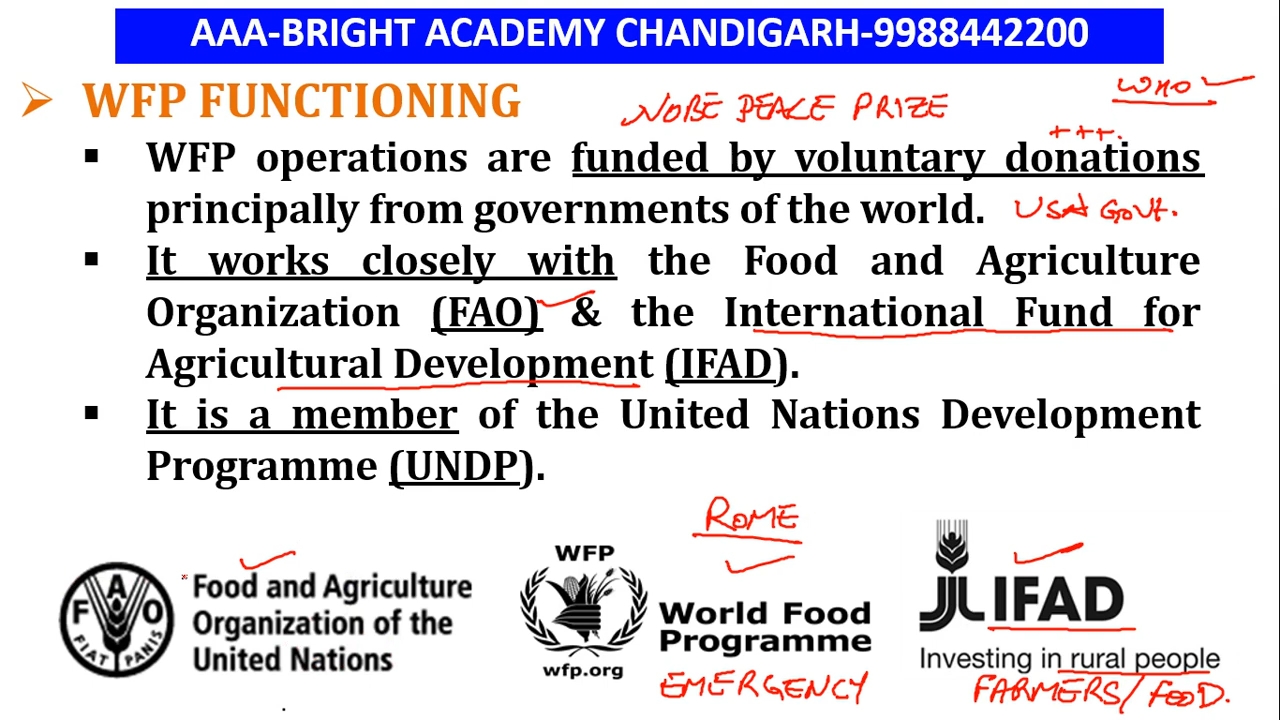 AAA-BRIGHT ACADEMY CHANDIGARH-9988442200
WHO
WFP FUNCTIONING
NOBE PEACE PRIZE
WFP operations are funded by voluntary donations
principally from governments of the world.
USA GOVT.
It works closely with the Food and Agriculture
Organization (FAO) & the International Fund for
Agricultural Development (IFAD).
It is a member of the United Nations Development
Programme (UNDP).
ROME
FAO
FIAT PANIS
Food and Agriculture
Organization of the
United Nations
WFP
wfp.org
World Food
Programme
EMERGENCY
IFAD
Investing in rural people
FARMERS/FOOD.